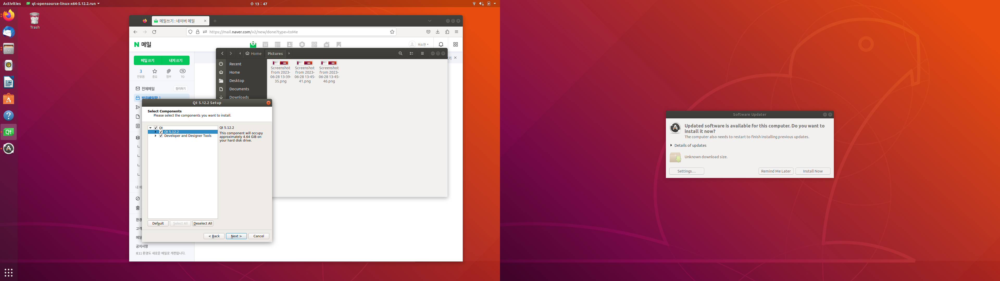 Activities
qt-opensource-linux-x64-5.12.2.run
수 13 : 47
Trash
메일쓰기 : 네이버 메일
https://mail.naver.com/v2/new/done?type=toMe
N 메일
31
허소연
메일 쓰기
내게 쓰기
3
안읽음
중요
첨부
TO
TO
전체메일
정리하기
받은메일함 1
내 메
환경
고객
메일
공지사항
IE11 환경도 새로운 메일로 개편됩니다.
Home
Pictures
Recent
Home
Desktop
Documents
Downloads
Screenshot
from 2023-
06-28 13-39-
35.png
Screenshot
from 2023-
06-28 13-45-
41.png
Screenshot
from 2023-
06-28 13-45-
46.png
Qt 5.12.2 Setup
Select Components
Please select the components you want to install.
Qt
Qt 5.12.2
Developer and Designer Tools
Qt 5.12.2
This component will occupy
approximately 4.64 GiB on
your hard disk drive.
Default
Select All
Deselect All
< Back
Next >
Cancel
Qt
Software Updater
Updated software is available for this computer. Do you want to
install it now?
The computer also needs to restart to finish installing previous updates.
Details of updates
Unknown download size.
Settings…
Remind Me Later
Install Now